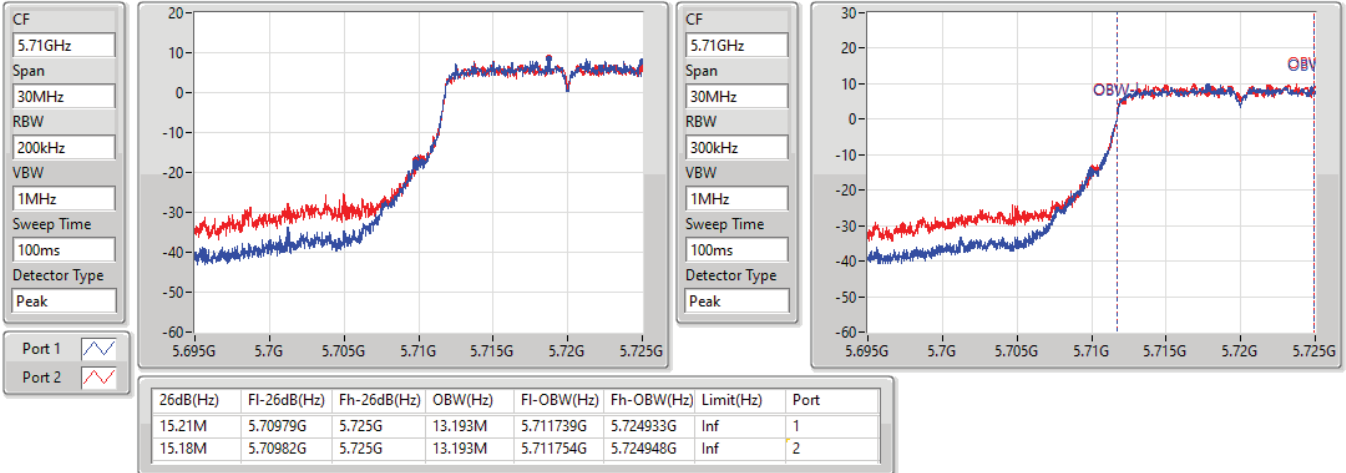 CF
5.71GHz
Span
30MHz
RBW
200kHz
VBW
1MHz
Sweep Time
100ms
Detector Type
Peak
20
10
0
-10
-20
-30
-40
-50
-60
5.695G 5.7G 5.705G 5.71G 5.715G 5.72G 5.725G
CF
5.71GHz
Span
30MHz
RBW
300kHz
VBW
1MHz
Sweep Time
100ms
Detector Type
Peak
30
20
10
0
-10
-20
-30
-40
-50
-60
OBW
OBW
5.695G 5.7G 5.705G 5.71G 5.715G 5.72G 5.725G
Port 1
Port 2
26dB(Hz) Fl-26dB(Hz) Fh-26dB(Hz) OBW(Hz) Fl-OBW(Hz) Fh-OBW(Hz) Limit(Hz) Port
15.21M 5.70979G 5.725G 13.193M 5.711739G 5.724933G Inf 1
15.18M 5.70982G 5.725G 13.193M 5.711754G 5.724948G Inf 2